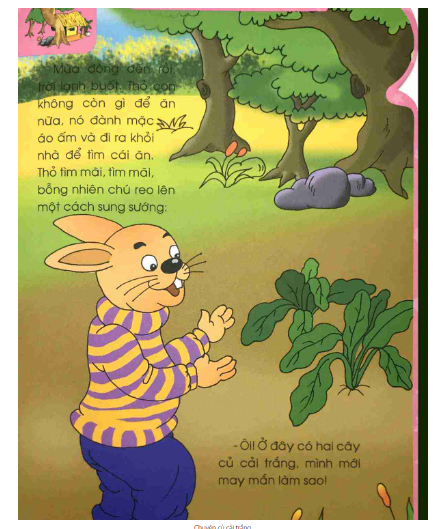 Mùa đông đến rồi,
trời lạnh buốt. Thỏ con
không còn gì để ăn
nữa, nó đành mặc
áo ấm và đi ra khỏi
nhà để tìm cái ăn.
Thỏ tìm mãi, tìm mãi,
bỗng nhiên chú reo lên
một cách sung sướng:
- Ôi! Ở đây có hai cây
củ cải trắng, mình mới
may mắn làm sao!
Chuyện củ cải trắng